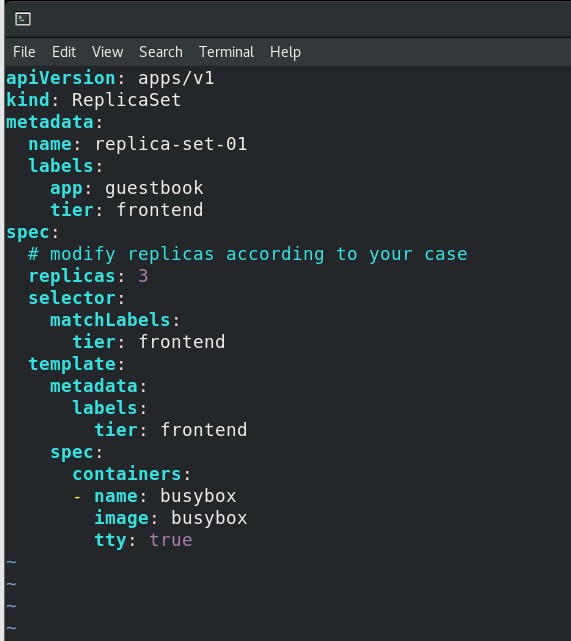 File Edit View Search Terminal Help
apiVersion: apps/v1
kind: ReplicaSet
metadata:
  name: replica-set-01
  labels:
    app: guestbook
    tier: frontend
spec:
  # modify replicas according to your case
  replicas: 3
  selector:
    matchLabels:
      tier: frontend
  template:
    metadata:
      labels:
        tier: frontend
    spec:
      containers:
      - name: busybox
        image: busybox
        tty: true
~
~
~
~